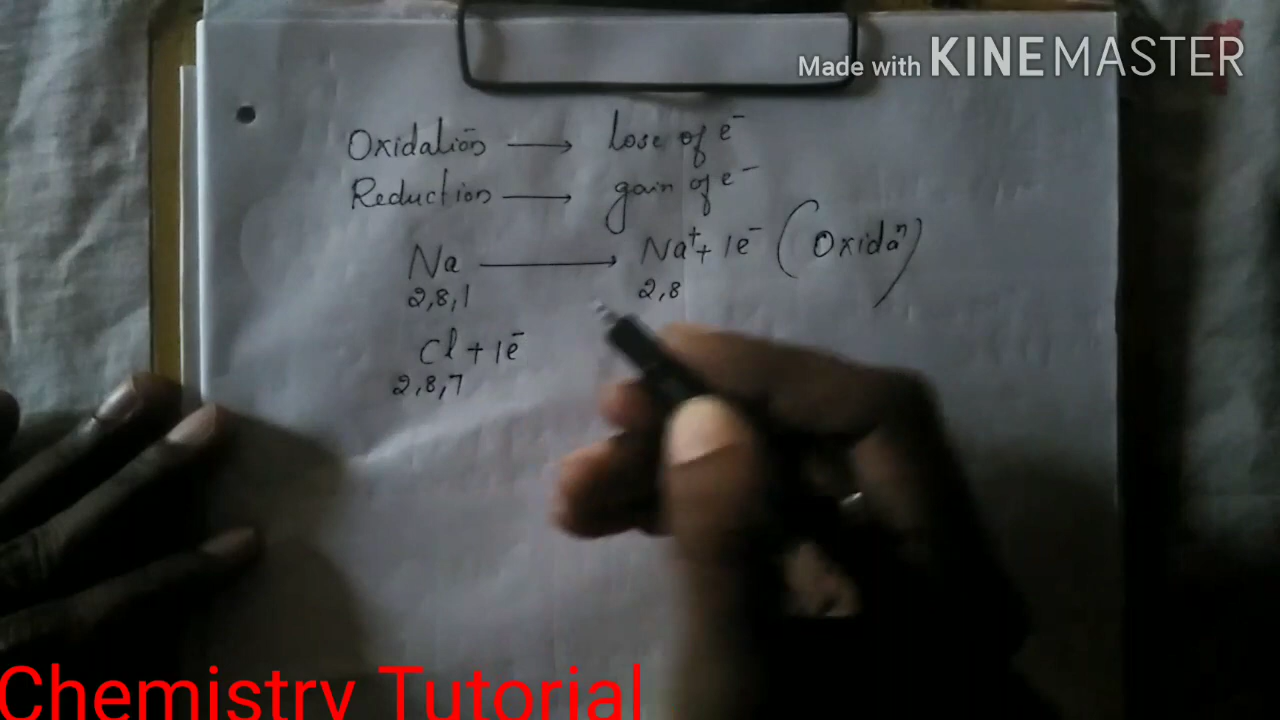 Made with KINEMASTER
Oxidation → lose of e⁻
Reduction → gain of e⁻
Na → Na⁺ + 1e⁻ (Oxidaⁿ)
2,8,1 2,8
Cl + 1e⁻
2,8,7
Chemistry Tutorial